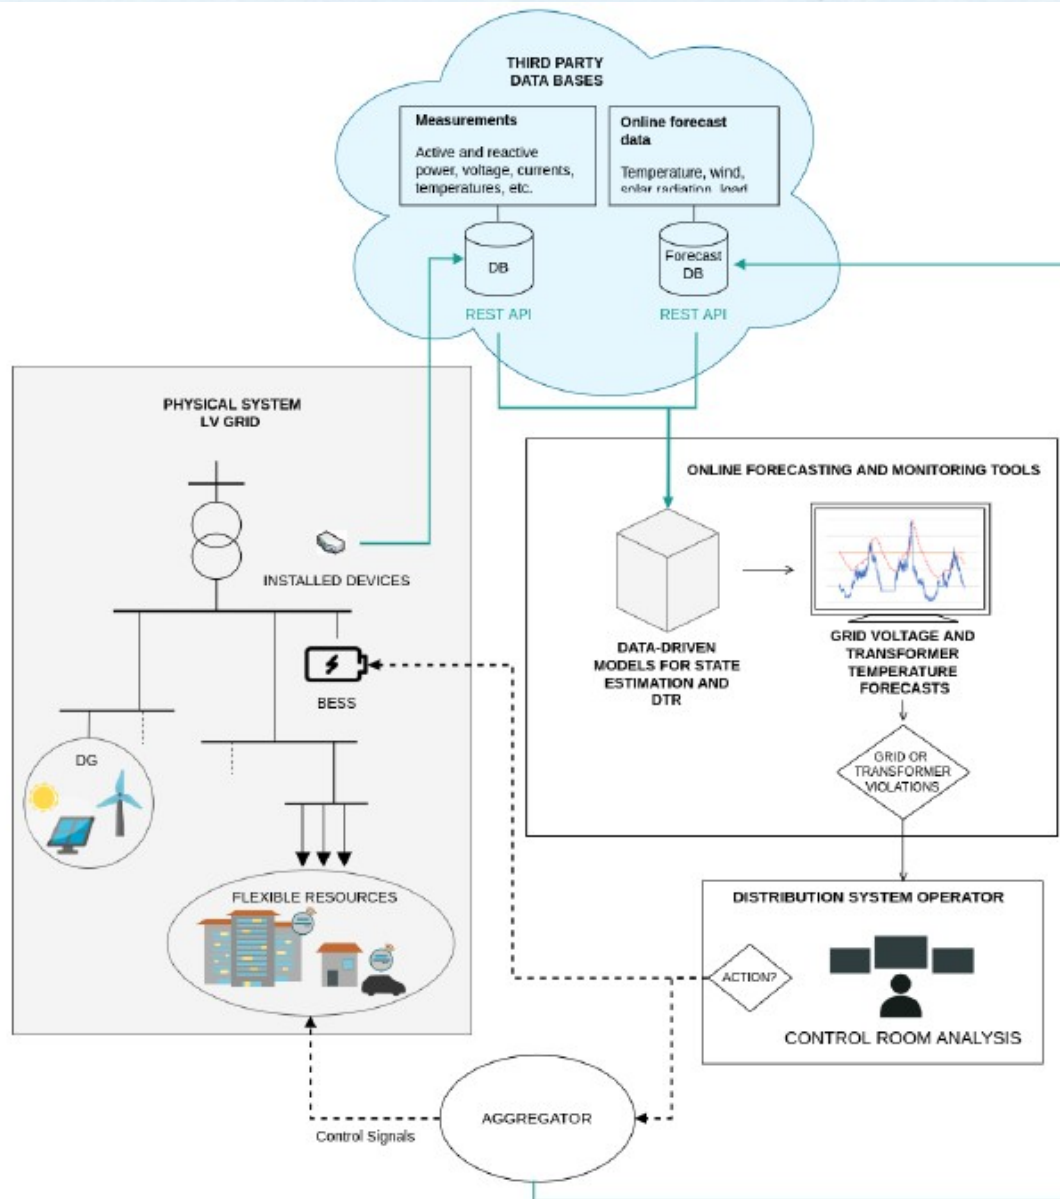 THIRD PARTY
DATA BASES
Measurements
Active and reactive
power, voltage, currents,
temperatures, etc.
Online forecast
data
Temperature, wind,
solar radiation, load
DB
Forecast
DB
REST API
REST API
PHYSICAL SYSTEM
LV GRID
INSTALLED DEVICES
BESS
DG
FLEXIBLE RESOURCES
ONLINE FORECASTING AND MONITORING TOOLS
DATA-DRIVEN
MODELS FOR STATE
ESTIMATION AND
DTR
GRID VOLTAGE AND
TRANSFORMER
TEMPERATURE
FORECASTS
GRID OR
TRANSFORMER
VIOLATIONS
DISTRIBUTION SYSTEM OPERATOR
ACTION?
CONTROL ROOM ANALYSIS
AGGREGATOR
Control Signals